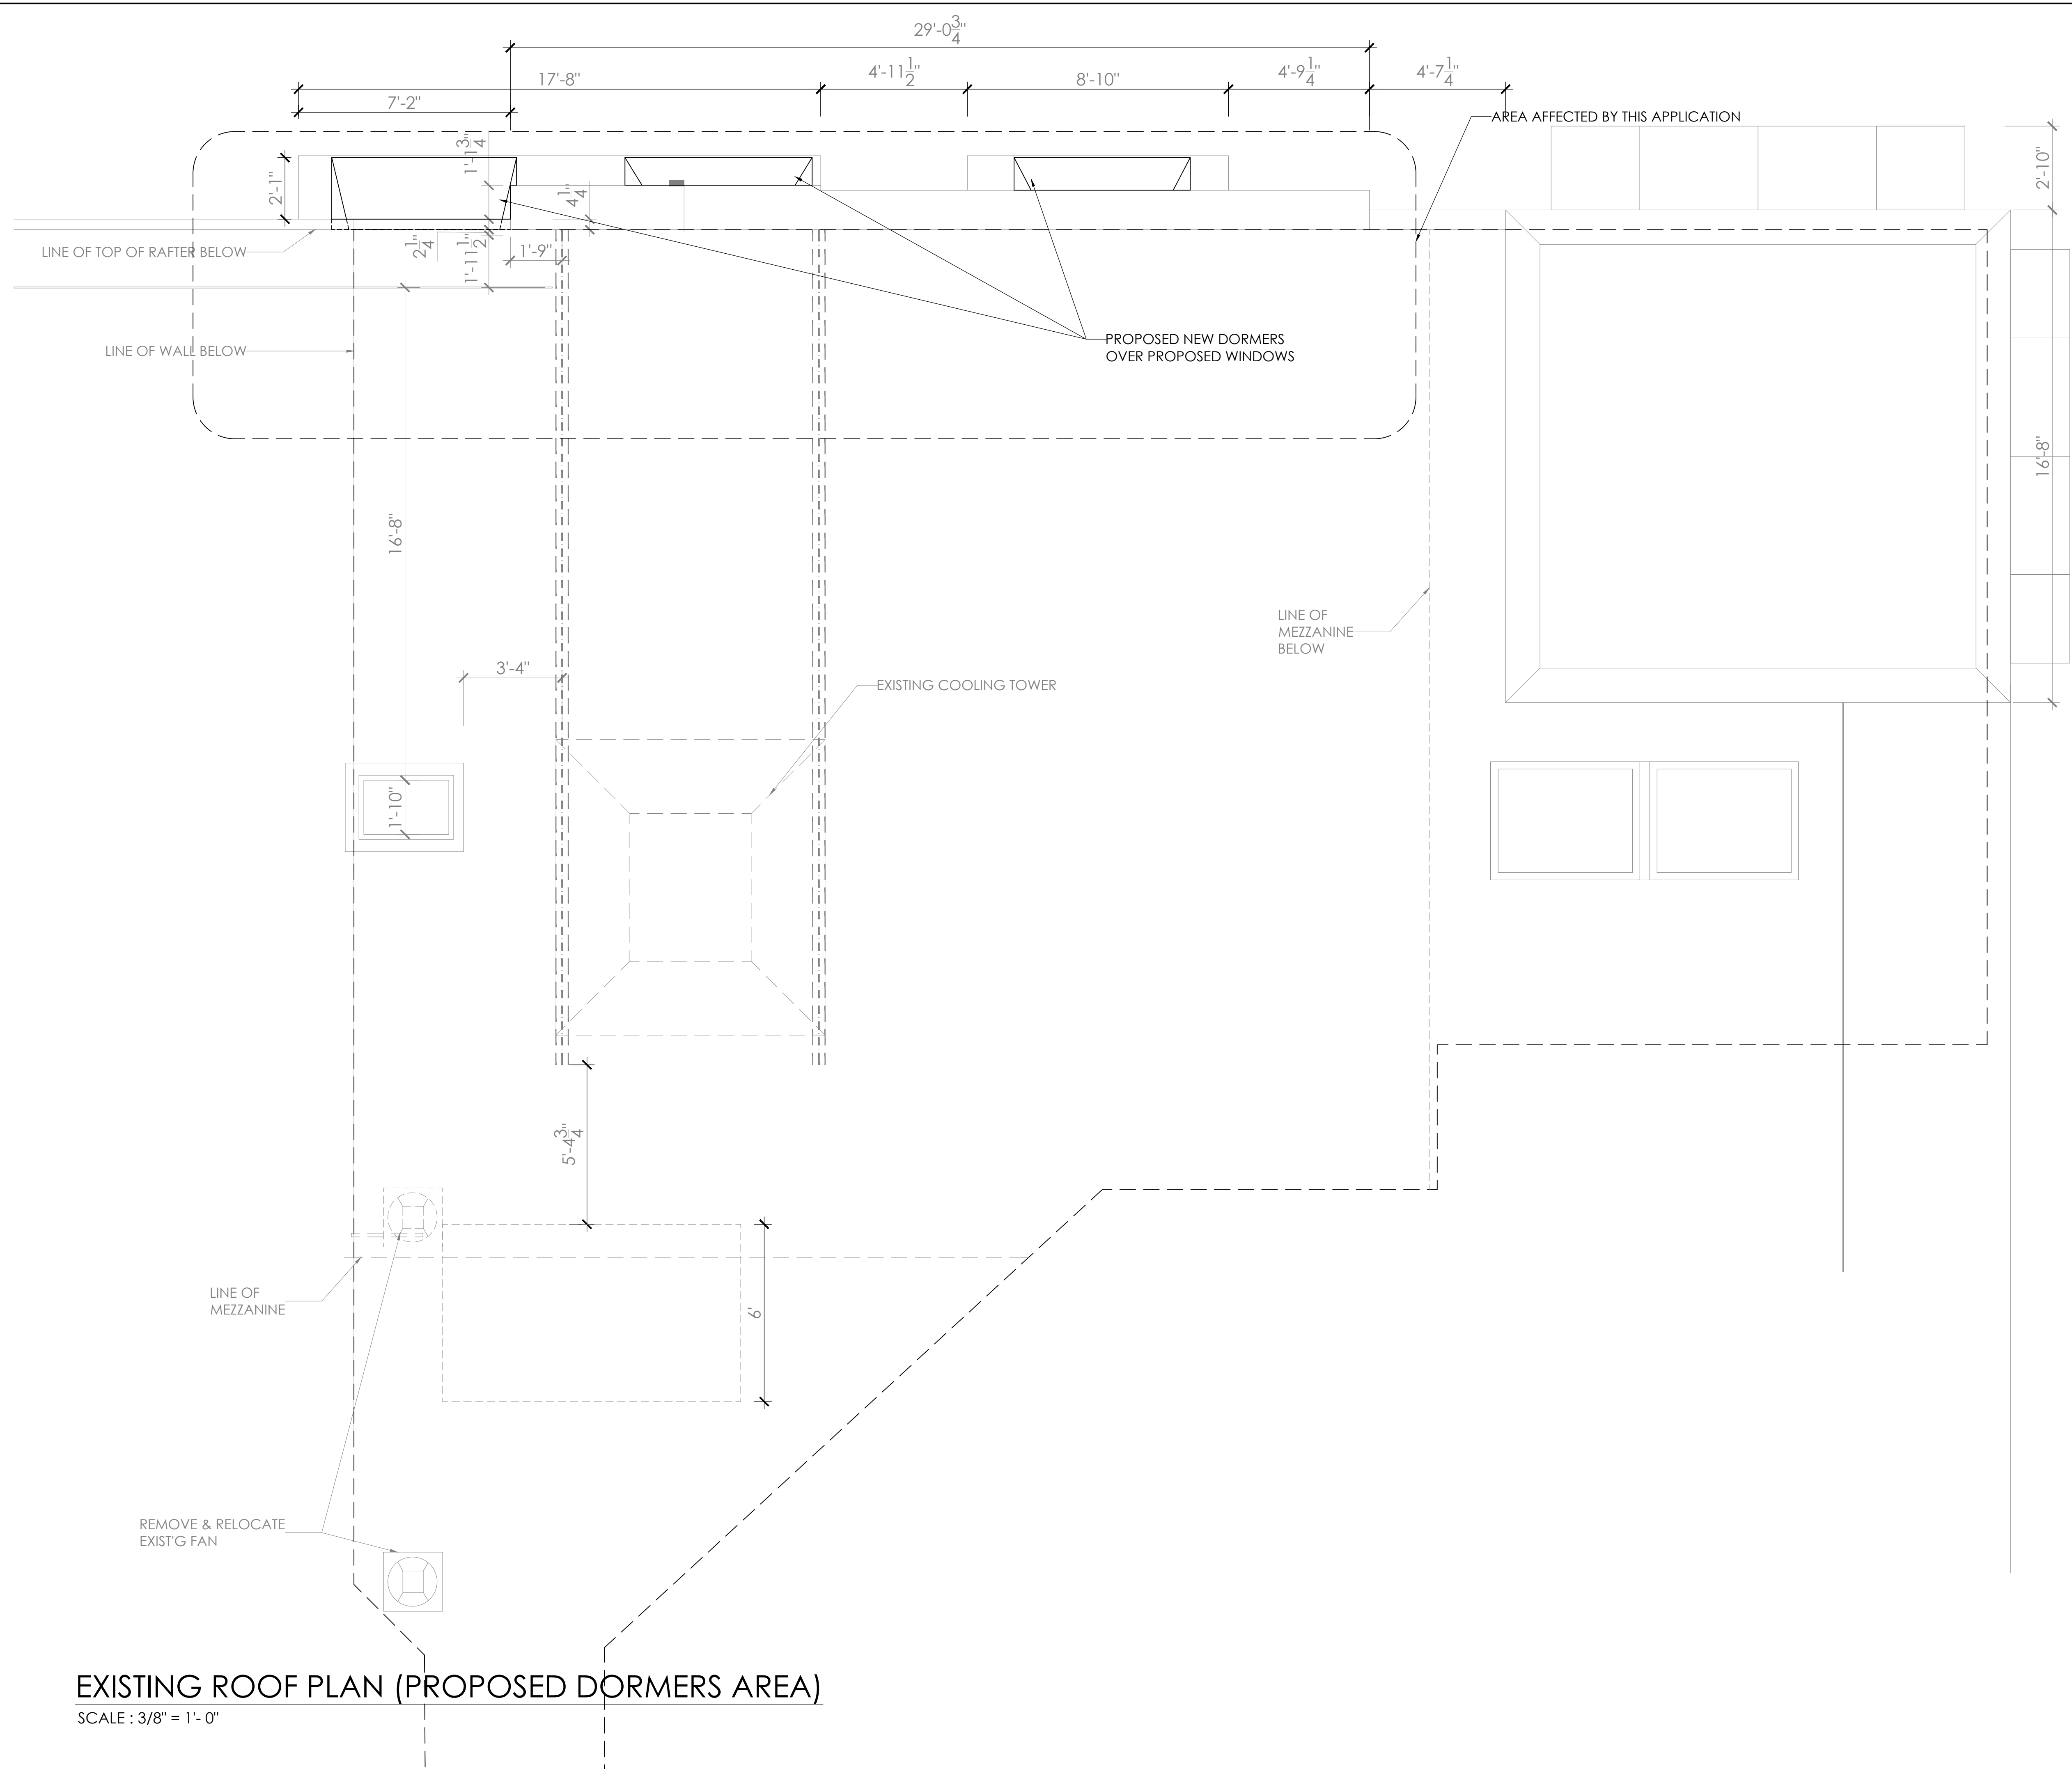 29'-0 3/4"
17'-8"
4'-11 1/2"
8'-10"
4'-9 1/4"
4'-7 1/4"
7'-2"
AREA AFFECTED BY THIS APPLICATION
1'-1 3/4"
2'-1"
4 1/4"
2'-10"
LINE OF TOP OF RAFTER BELOW
2 1/4"
1'-11 1/2"
1'-9"
LINE OF WALL BELOW
PROPOSED NEW DORMERS
OVER PROPOSED WINDOWS
16'-8"
16'-8"
LINE OF
MEZZANINE
BELOW
3'-4"
EXISTING COOLING TOWER
1'-10"
5'-4 3/4"
LINE OF
MEZZANINE
6'
REMOVE & RELOCATE
EXIST'G FAN
EXISTING ROOF PLAN (PROPOSED DORMERS AREA)
SCALE : 3/8" = 1'- 0"